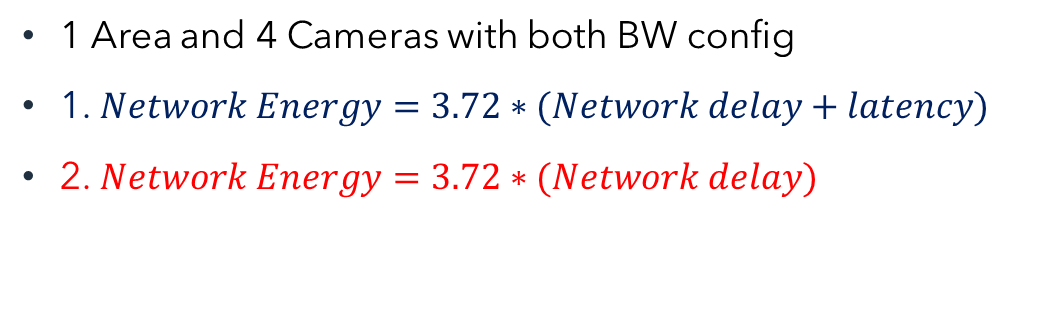 • 1 Area and 4 Cameras with both BW config
• 1. Network Energy = 3.72 ∗ (Network delay + latency)
• 2. Network Energy = 3.72 ∗ (Network delay)